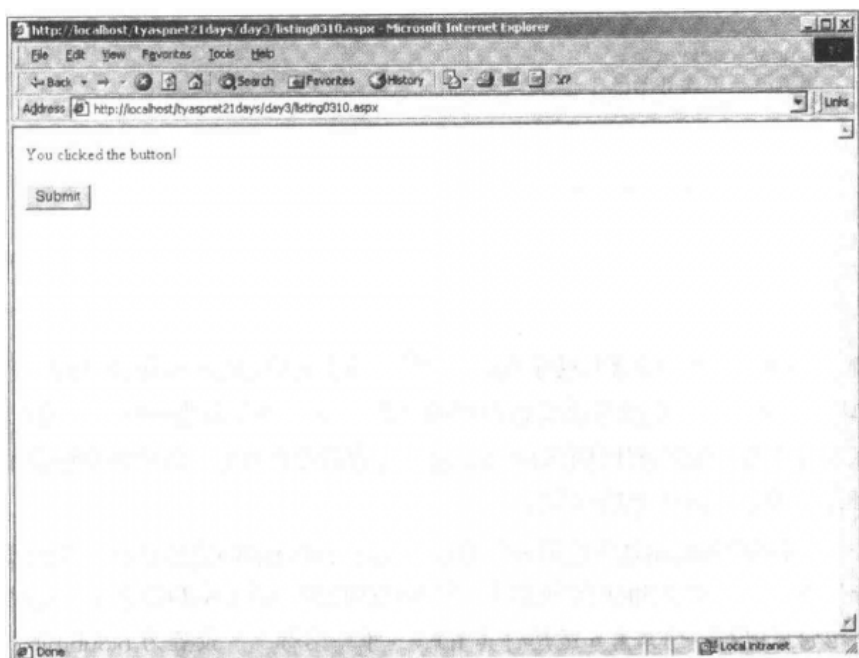 http://localhost/tyaspnet21days/day3/listing0310.aspx - Microsoft Internet Explorer
File Edit View Favorites Tools Help
Back Search Favorites History
Address http://localhost/tyaspnet21days/day3/listing0310.aspx Links
You clicked the button!
Submit
Done Local intranet